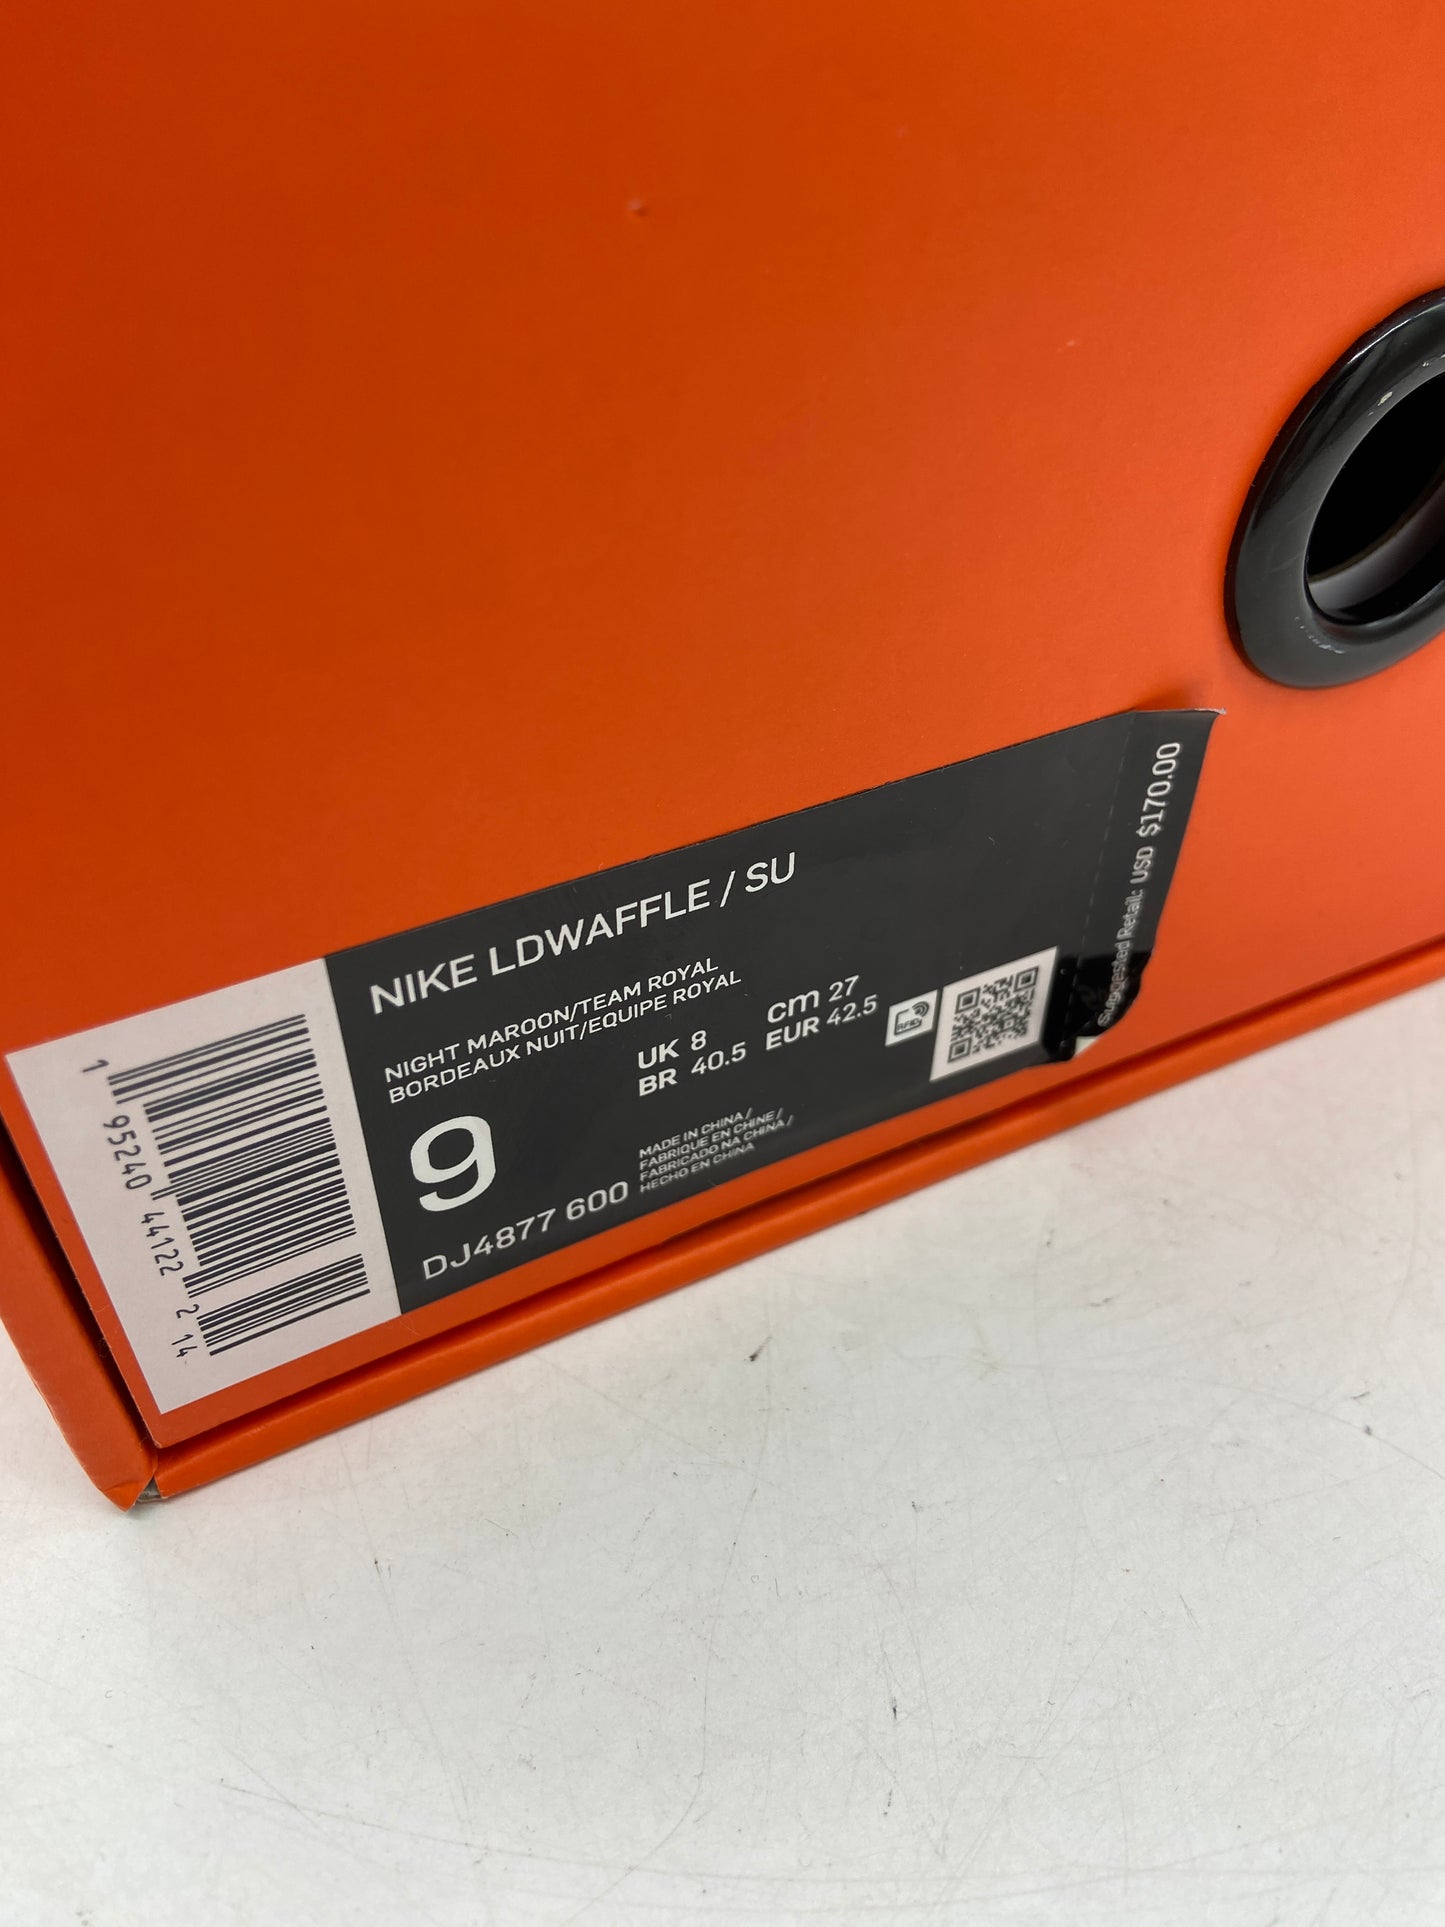 NIKE LDWAFFLE / SU
NIGHT MAROON/TEAM ROYAL
BORDEAUX NUIT/EQUIPE ROYAL
UK 8
BR 40.5
cm 27
EUR 42.5
RFID
9
MADE IN CHINA /
FABRIQUE EN CHINE /
FABRICADO NA CHINA /
HECHO EN CHINA
DJ4877 600
Suggested Retail: USD $170.00
1 95240 44122 2 14